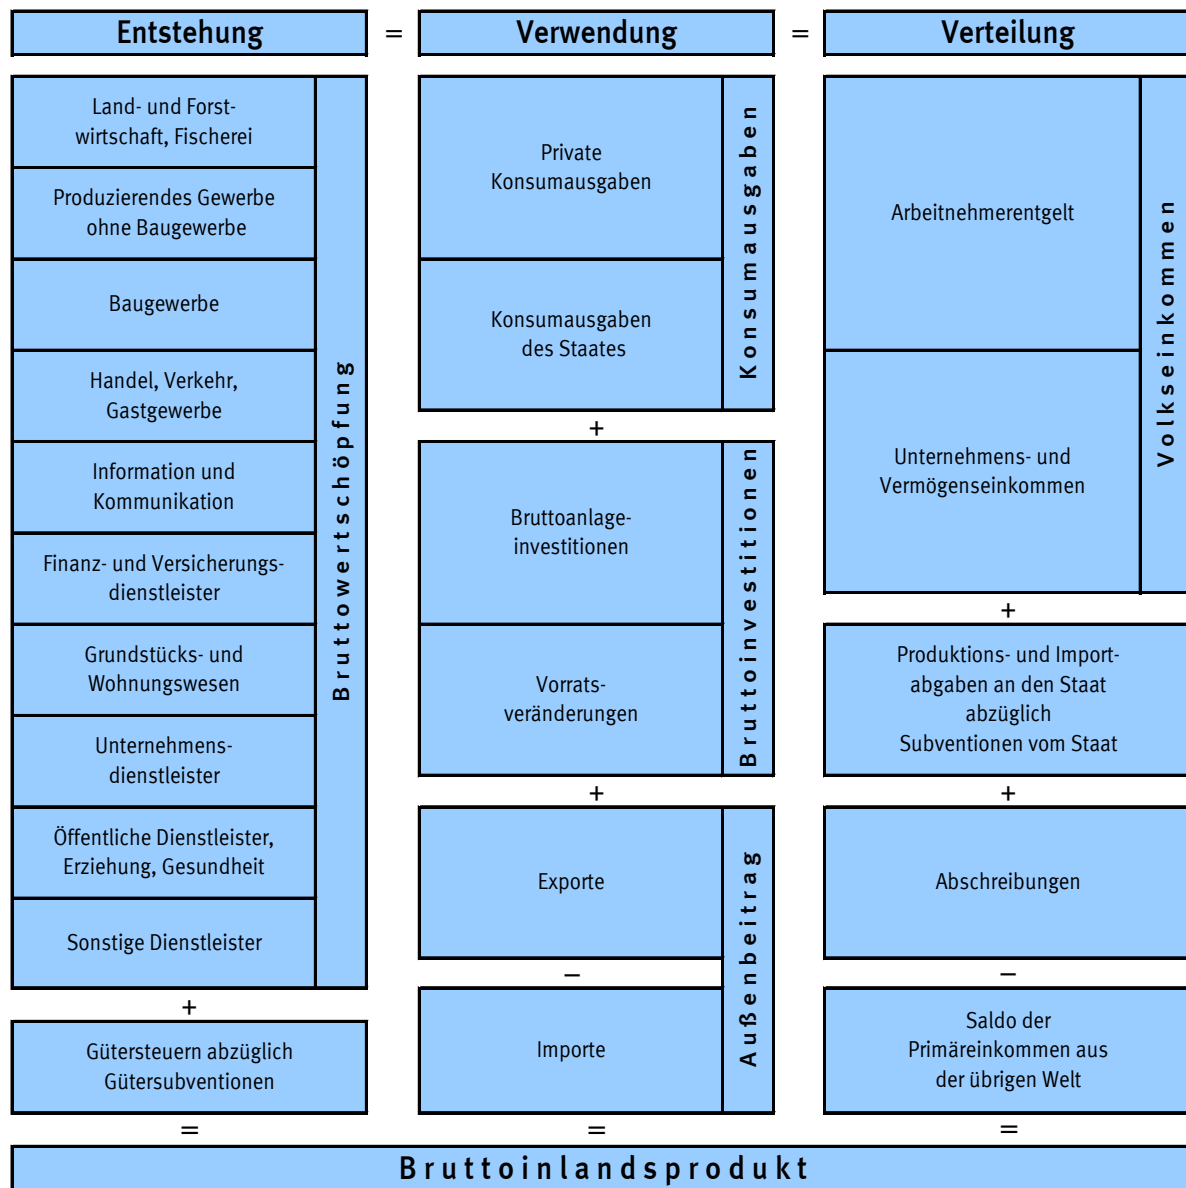 Entstehung = Verwendung = Verteilung
Land- und Forst-
wirtschaft, Fischerei
Produzierendes Gewerbe
ohne Baugewerbe
Baugewerbe
Handel, Verkehr,
Gastgewerbe
Information und
Kommunikation
Finanz- und Versicherungs-
dienstleister
Grundstücks- und
Wohnungswesen
Unternehmens-
dienstleister
Öffentliche Dienstleister,
Erziehung, Gesundheit
Sonstige Dienstleister
Bruttowertschöpfung
+
Gütersteuern abzüglich
Gütersubventionen
=
Private
Konsumausgaben
Konsumausgaben
des Staates
Konsumausgaben
+
Bruttoanlage-
investitionen
Vorrats-
veränderungen
Bruttoinvestitionen
+
Exporte
–
Importe
Außenbeitrag
=
Arbeitnehmerentgelt
Unternehmens- und
Vermögenseinkommen
Volkseinkommen
+
Produktions- und Import-
abgaben an den Staat
abzüglich
Subventionen vom Staat
+
Abschreibungen
–
Saldo der
Primäreinkommen aus
der übrigen Welt
=
Bruttoinlandsprodukt